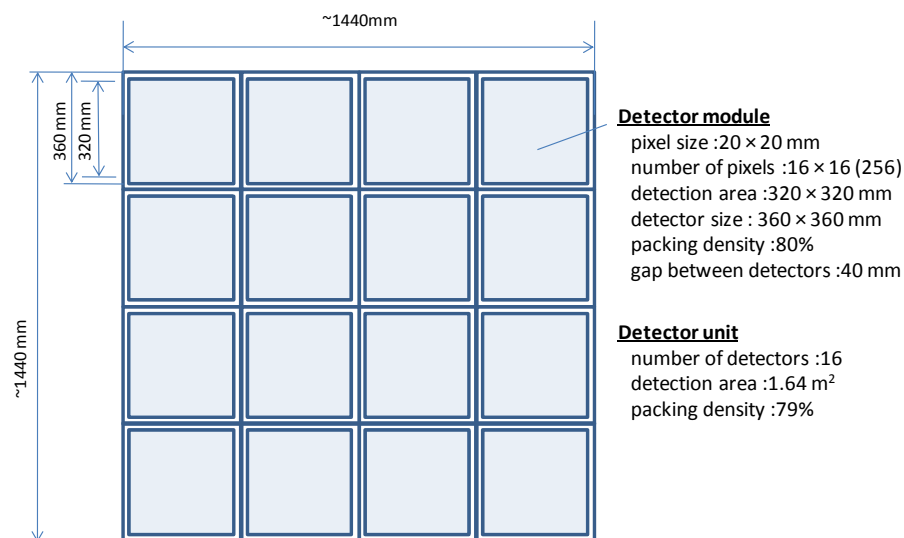 ~1440mm
360 mm
320 mm
~1440 mm
Detector module
pixel size :20 × 20 mm
number of pixels :16 × 16 (256)
detection area :320 × 320 mm
detector size : 360 × 360 mm
packing density :80%
gap between detectors :40 mm
Detector unit
number of detectors :16
detection area :1.64 m²
packing density :79%